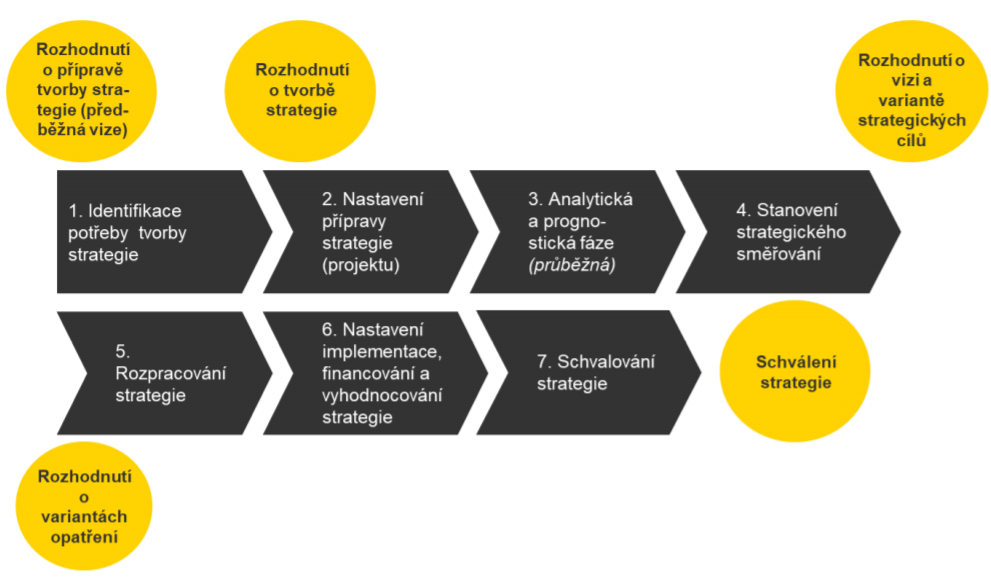 Rozhodnutí
o přípravě
tvorby stra-
tegie (před-
běžná vize)
Rozhodnutí
o tvorbě
strategie
Rozhodnutí o
vizi a
variantě
strategických
cílů
1. Identifikace
potřeby tvorby
strategie
2. Nastavení
přípravy
strategie
(projektu)
3. Analytická
a progno-
stická fáze
(průběžná)
4. Stanovení
strategického
směřování
5.
Rozpracování
strategie
6. Nastavení
implementace,
financování a
vyhodnocování
strategie
7. Schvalování
strategie
Schválení
strategie
Rozhodnutí
o
variantách
opatření